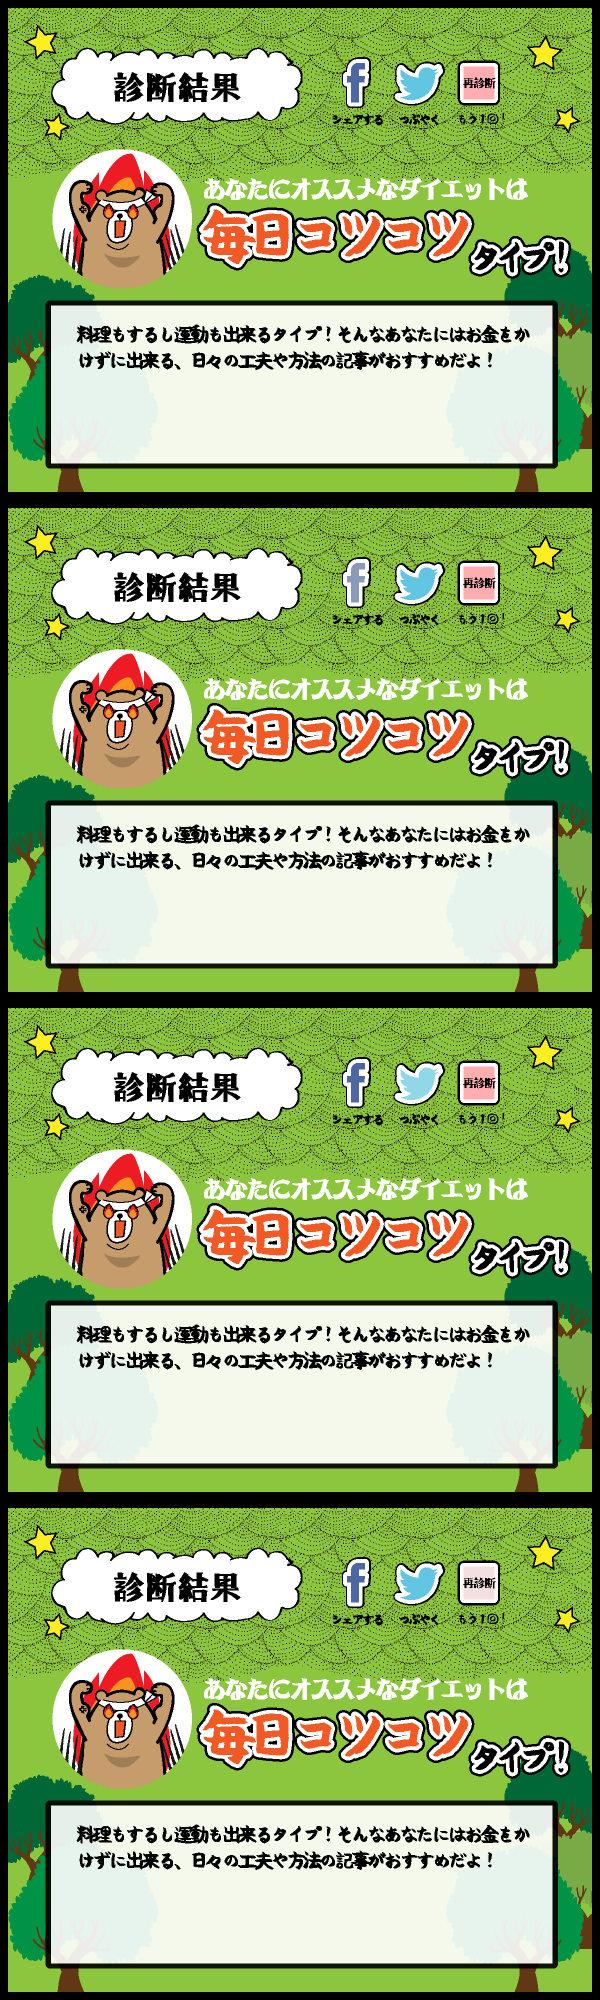 診断結果
再診断
シェアする つぶやく もう1回!
あなたにオススメなダイエットは
毎日コツコツ
タイプ!
料理もするし運動も出来るタイプ!そんなあなたにはお金をか
けずに出来る、日々の工夫や方法の記事がおすすめだよ!
診断結果
再診断
シェアする つぶやく もう1回!
あなたにオススメなダイエットは
毎日コツコツ
タイプ!
料理もするし運動も出来るタイプ!そんなあなたにはお金をか
けずに出来る、日々の工夫や方法の記事がおすすめだよ!
診断結果
再診断
シェアする つぶやく もう1回!
あなたにオススメなダイエットは
毎日コツコツ
タイプ!
料理もするし運動も出来るタイプ!そんなあなたにはお金をか
けずに出来る、日々の工夫や方法の記事がおすすめだよ!
診断結果
再診断
シェアする つぶやく もう1回!
あなたにオススメなダイエットは
毎日コツコツ
タイプ!
料理もするし運動も出来るタイプ!そんなあなたにはお金をか
けずに出来る、日々の工夫や方法の記事がおすすめだよ!